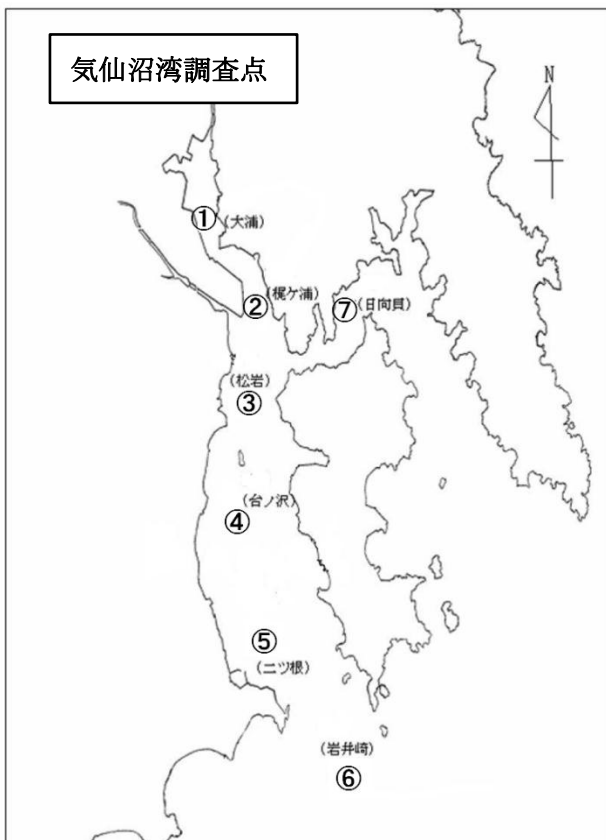 気仙沼湾調査点
N
①
(大浦)
②
(梶ケ浦)
⑦
(日向貝)
(松岩)
③
(台ノ沢)
④
⑤
(二ツ根)
(岩井崎)
⑥